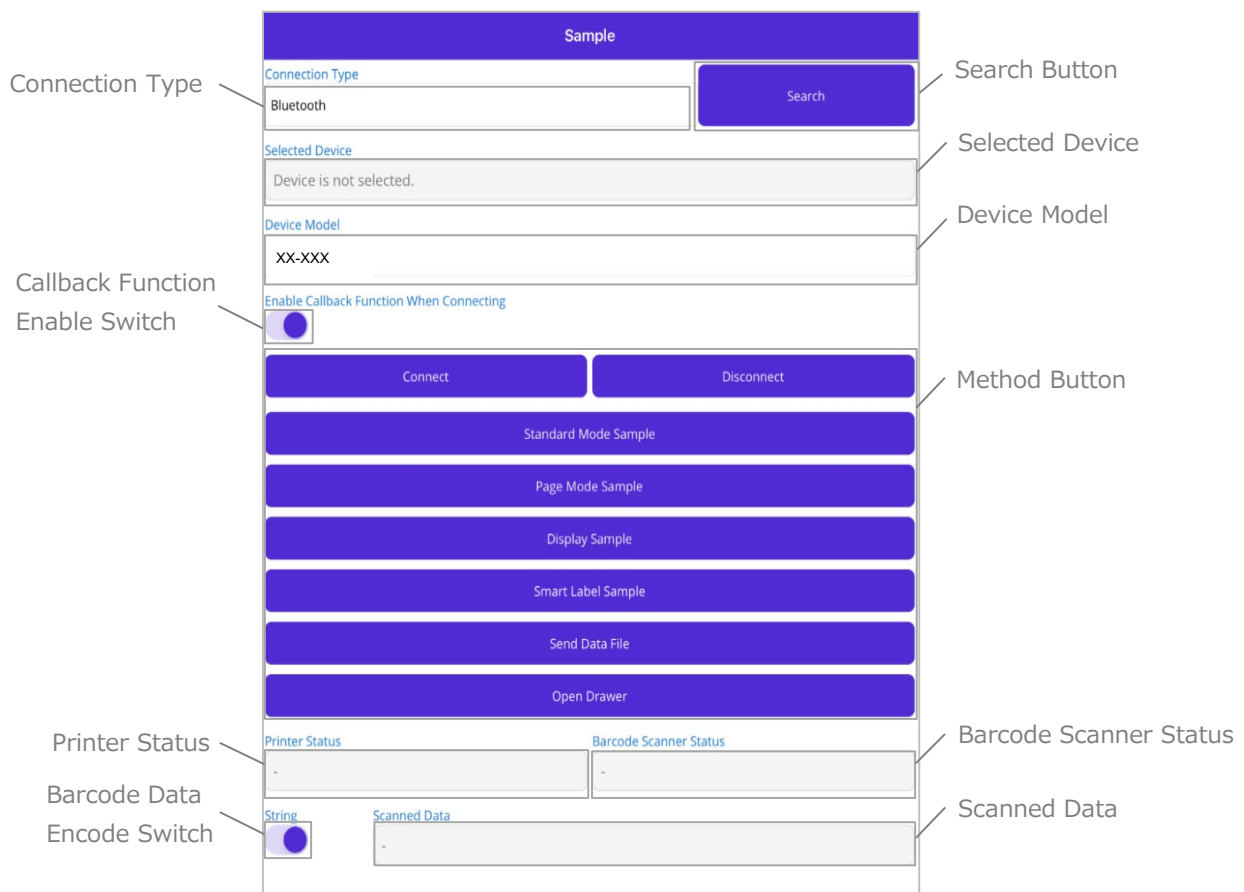 Sample
Connection Type
Connection Type
Search Button
Bluetooth
Search
Selected Device
Selected Device
Device is not selected.
Device Model
Device Model
XX-XXX
Callback Function
Enable Switch
Enable Callback Function When Connecting
Connect
Disconnect
Method Button
Standard Mode Sample
Page Mode Sample
Display Sample
Smart Label Sample
Send Data File
Open Drawer
Printer Status
Printer Status
Barcode Scanner Status
Barcode Scanner Status
-
-
Barcode Data
Encode Switch
String
Scanned Data
Scanned Data
-